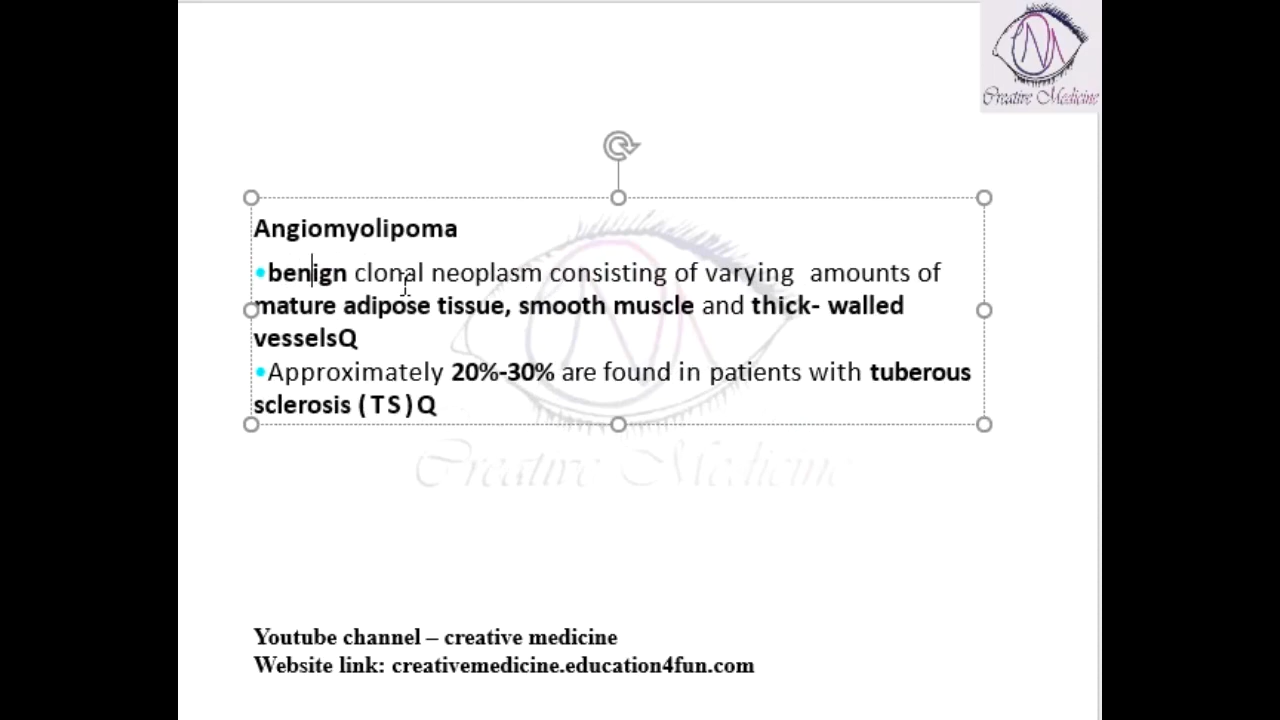 Creative Medicine
Angiomyolipoma
•benign clonal neoplasm consisting of varying amounts of
mature adipose tissue, smooth muscle and thick- walled
vesselsQ
•Approximately 20%-30% are found in patients with tuberous
sclerosis (TS)Q
Creative Medicine
Youtube channel – creative medicine
Website link: creativemedicine.education4fun.com